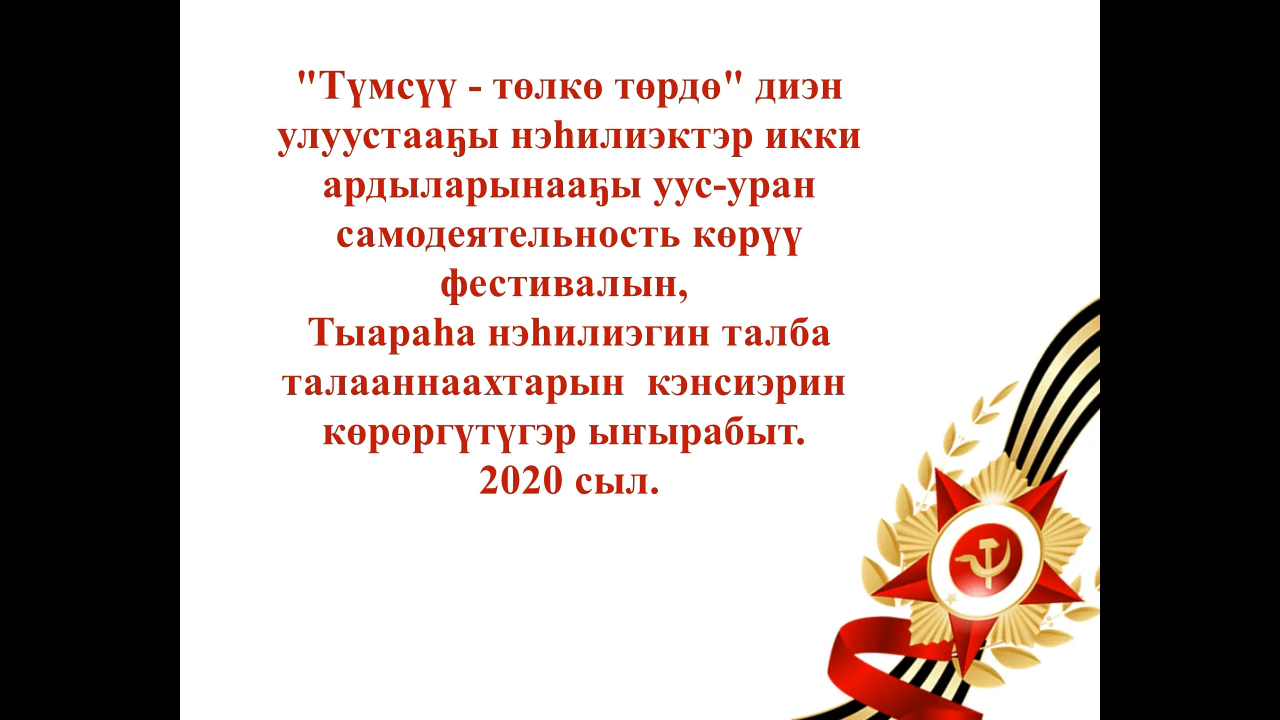 "Түмсүү - төлкө төрдө" диэн
улуустааҕы нэһилиэктэр икки
ардыларынааҕы уус-уран
самодеятельность көрүү
фестивалын,
Тыараһа нэһилиэгин талба
талааннаахтарын кэнсиэрин
көрөргүтүгэр ыҥырабыт.
2020 сыл.